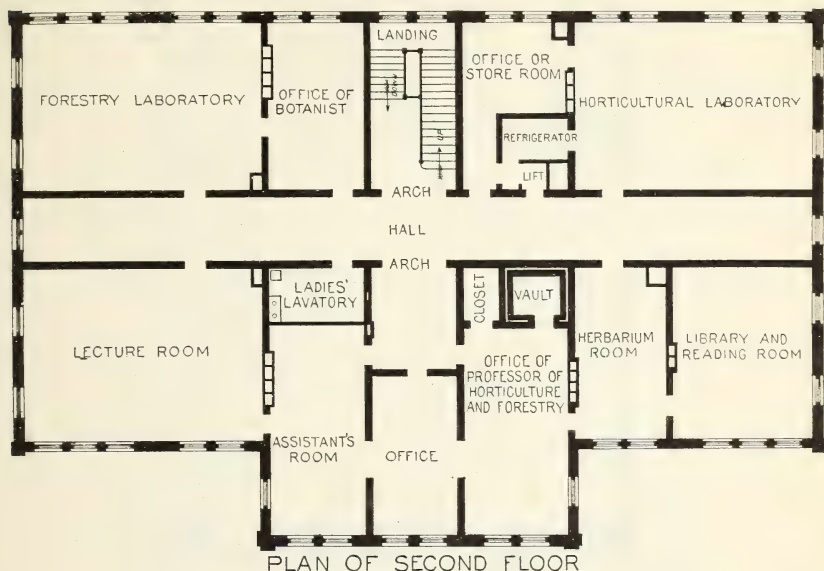 LANDING
FORESTRY LABORATORY
OFFICE OF
BOTANIST
DOWN
UP
OFFICE OR
STORE ROOM
HORTICULTURAL LABORATORY
REFRIGERATOR
LIFT
ARCH
HALL
ARCH
LADIES'
LAVATORY
CLOSET
VAULT
LECTURE ROOM
HERBARIUM
ROOM
LIBRARY AND
READING ROOM
OFFICE OF
PROFESSOR OF
HORTICULTURE
AND FORESTRY
ASSISTANT'S
ROOM
OFFICE
PLAN OF SECOND FLOOR